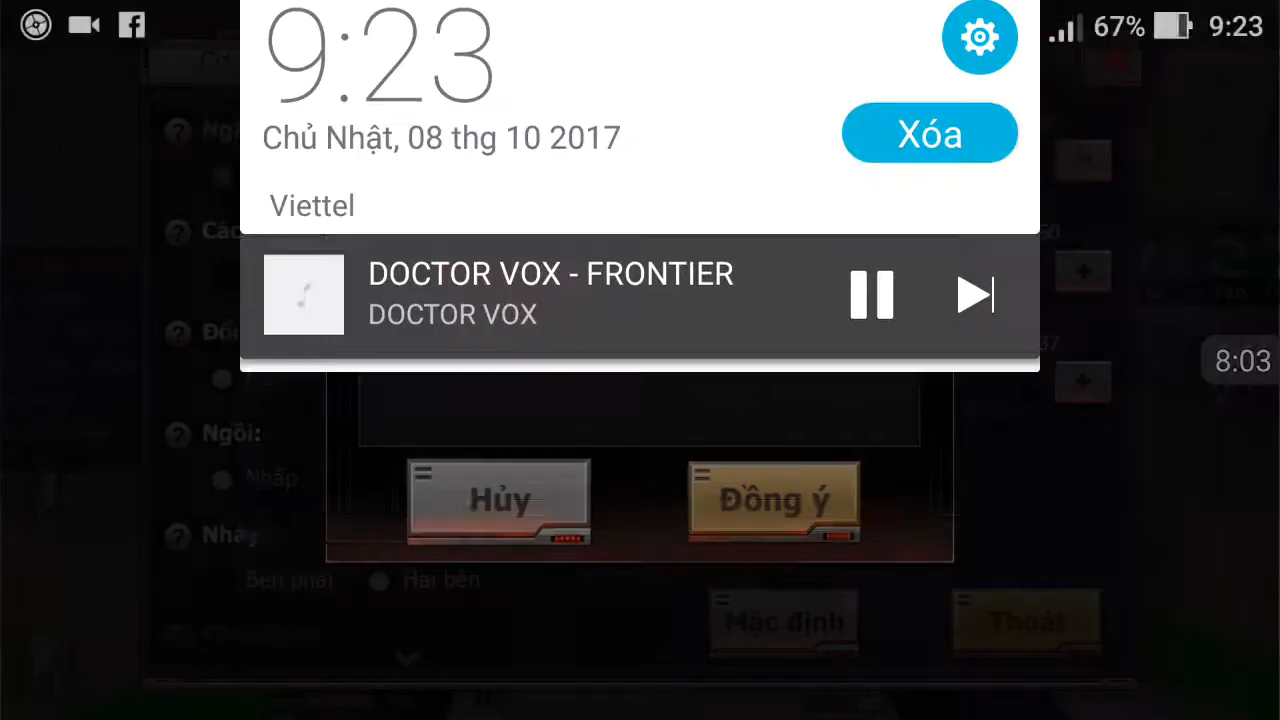 67% 9:23
9:23
Chủ Nhật, 08 thg 10 2017
Xóa
Viettel
DOCTOR VOX - FRONTIER
DOCTOR VOX
8:03
Ngồi:
Nhấp
Hủy
Đồng ý
Nhảy
Bên phải
Hai bên
Mặc định
Thoát